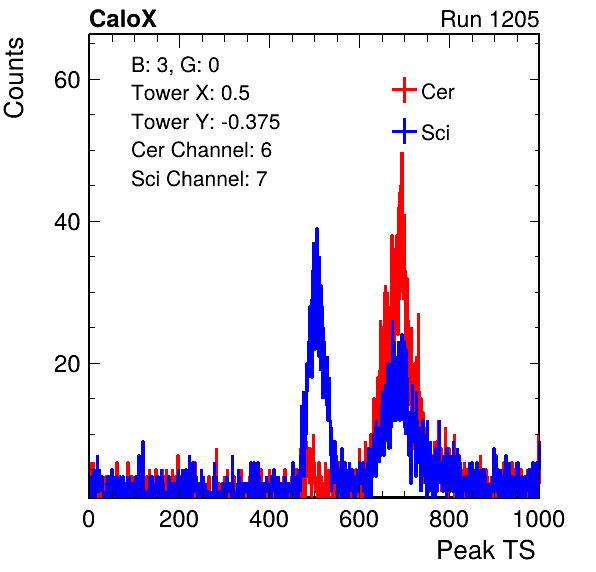 CaloX Run 1205
Counts
B: 3, G: 0
Tower X: 0.5
Tower Y: -0.375
Cer Channel: 6
Sci Channel: 7
Cer
Sci
60
40
20
0 200 400 600 800 1000
Peak TS